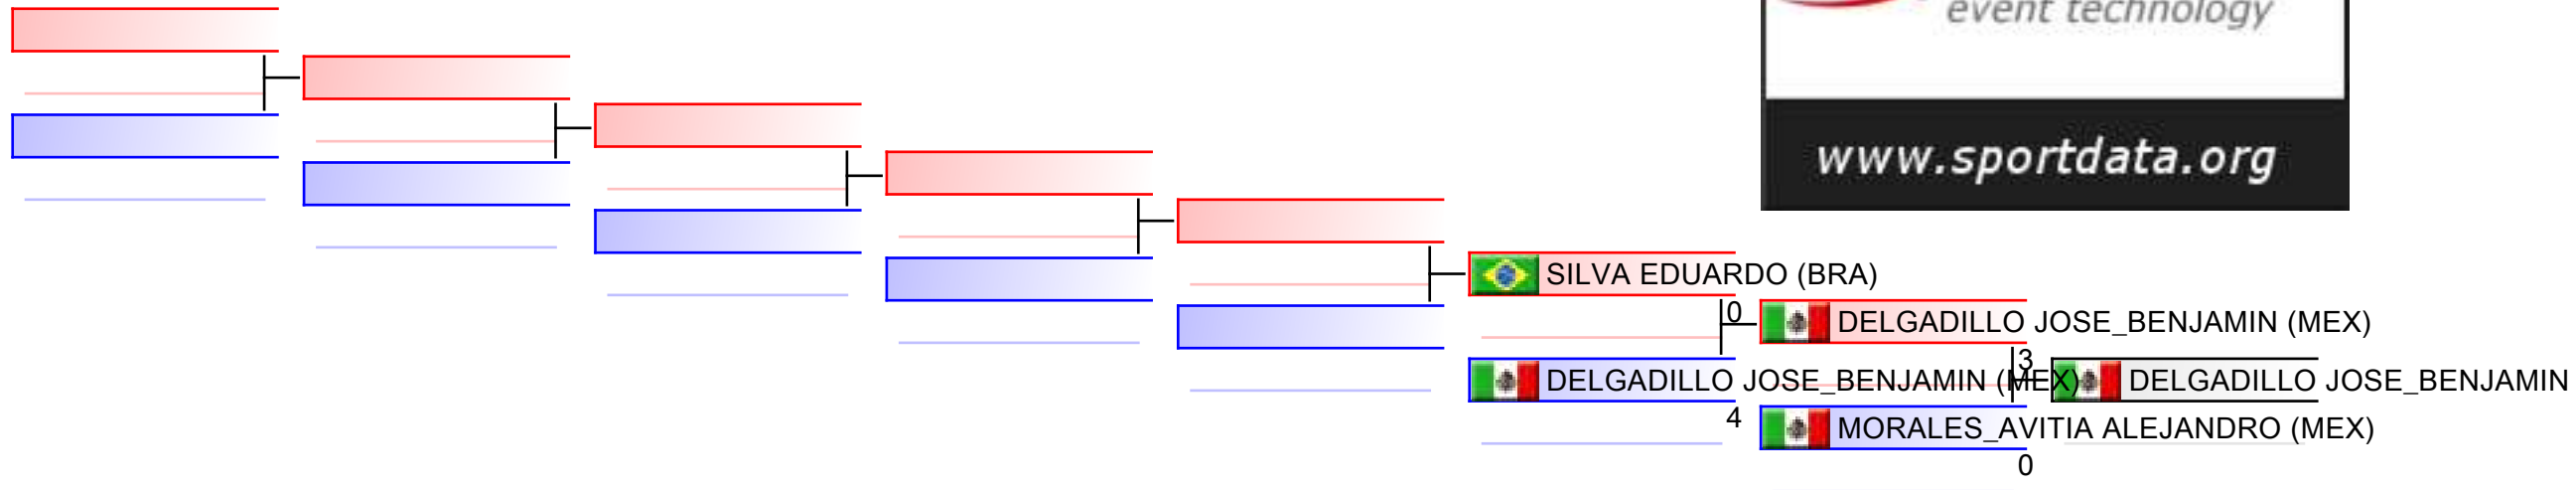 event technology
www.sportdata.org
SILVA EDUARDO (BRA)
0
DELGADILLO JOSE_BENJAMIN (MEX)
3
DELGADILLO JOSE_BENJAMIN (MEX)
DELGADILLO JOSE_BENJAMIN
4
MORALES_AVITIA ALEJANDRO (MEX)
0